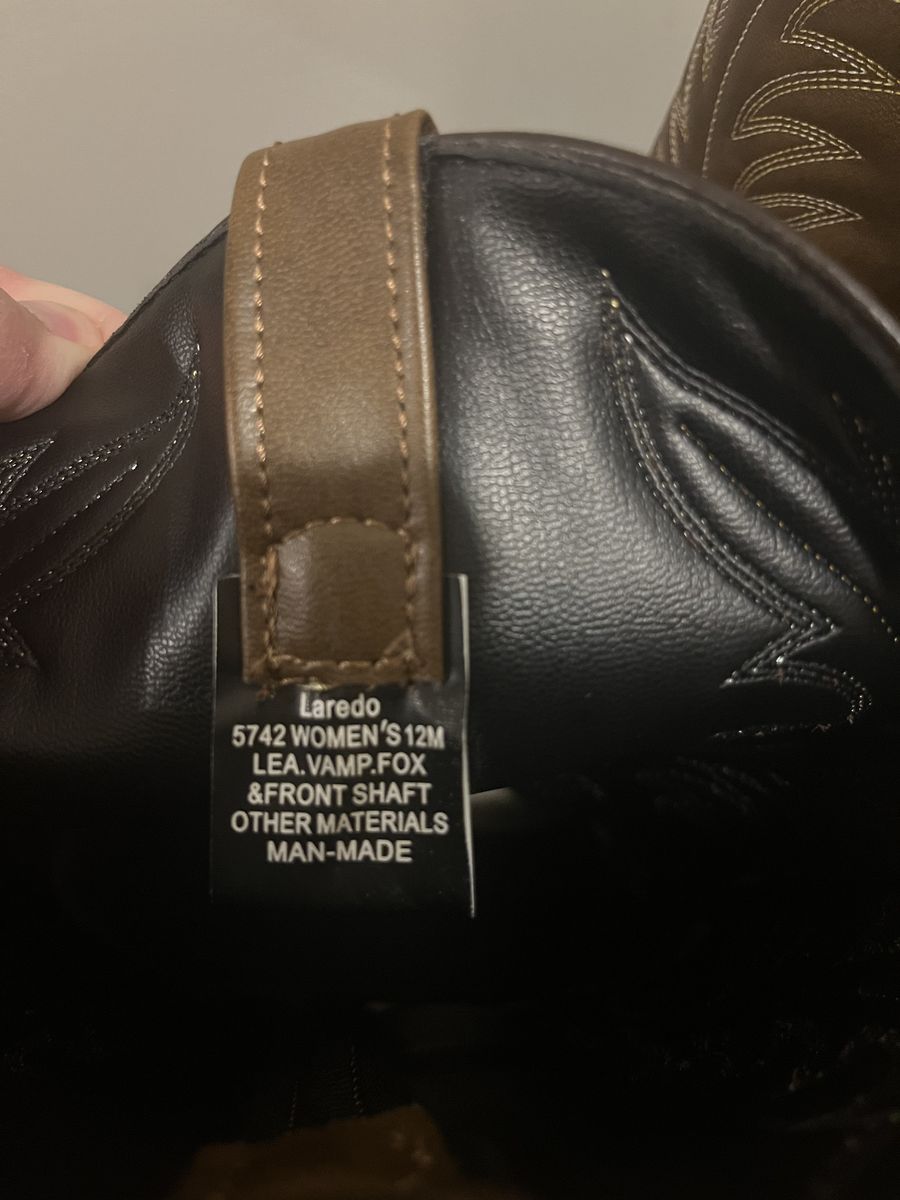 Laredo
5742 WOMEN'S 12M
LEA.VAMP.FOX
&FRONT SHAFT
OTHER MATERIALS
MAN-MADE